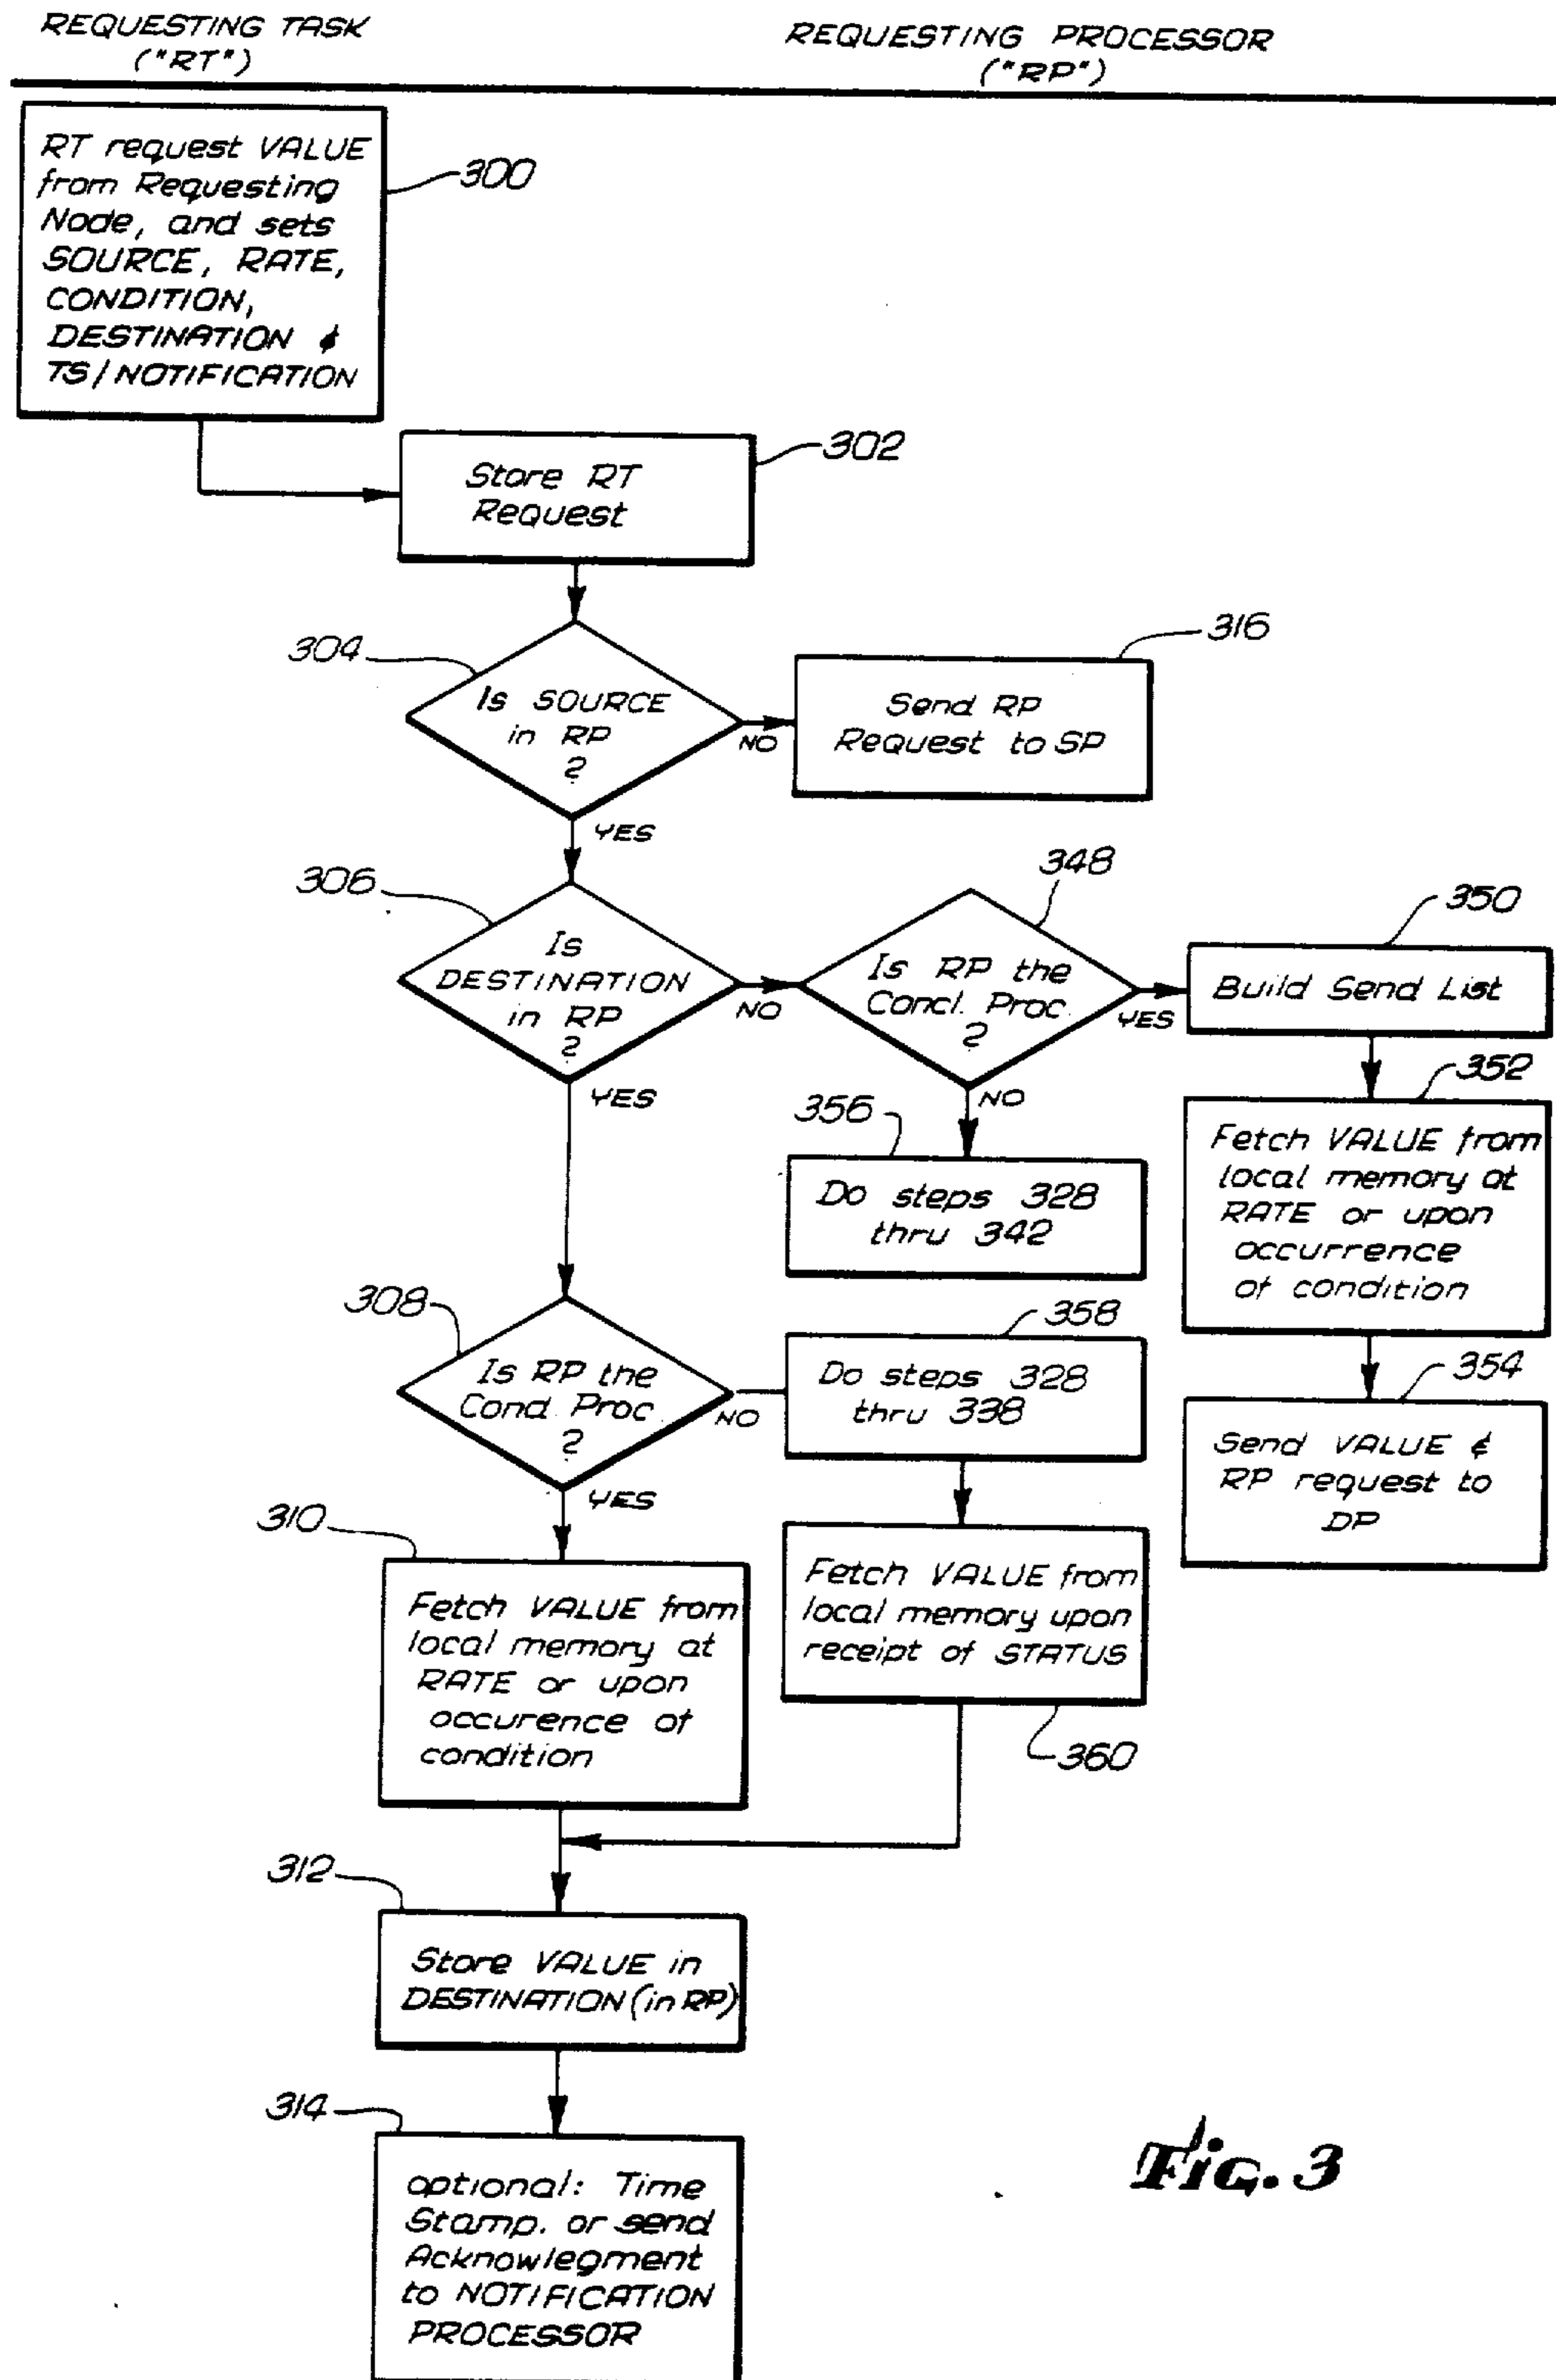 REQUESTING TASK
("RT")
REQUESTING PROCESSOR
("RP")
RT request VALUE
from Requesting
Node, and sets
SOURCE, RATE,
CONDITION,
DESTINATION &
TS/NOTIFICATION
300
Store RT
Request
302
304
Is SOURCE
in RP
?
NO
YES
316
Send RP
Request to SP
306
Is
DESTINATION
in RP
?
NO
YES
348
Is RP the
Concl. Proc.
?
YES
NO
350
Build Send List
352
Fetch VALUE from
local memory at
RATE or upon
occurrence
of condition
354
Send VALUE &
RP request to
DP
356
Do steps 328
thru 342
308
Is RP the
Cond. Proc.
?
NO
YES
358
Do steps 328
thru 338
Fetch VALUE from
local memory upon
receipt of STATUS
360
310
Fetch VALUE from
local memory at
RATE or upon
occurence of
condition
312
Store VALUE in
DESTINATION (in RP)
314
optional: Time
Stamp. or send
Acknowlegment
to NOTIFICATION
PROCESSOR
Fig. 3